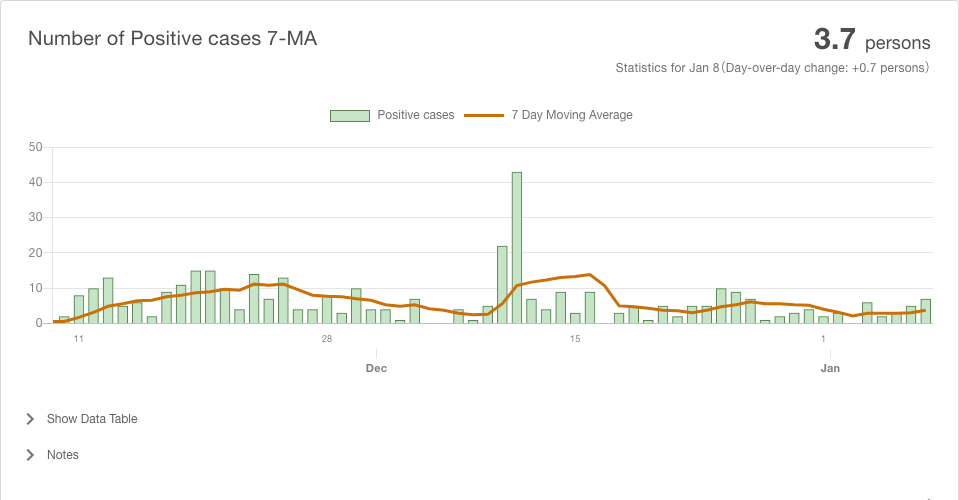 Number of Positive cases 7-MA
3.7 persons
Statistics for Jan 8(Day-over-day change: +0.7 persons)
Positive cases
7 Day Moving Average
50
40
30
20
10
0
11
28
15
1
Dec
Jan
Show Data Table
Notes